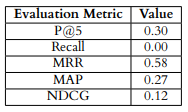 Evaluation Metric Value
P@5 0.30
Recall 0.00
MRR 0.58
MAP 0.27
NDCG 0.12